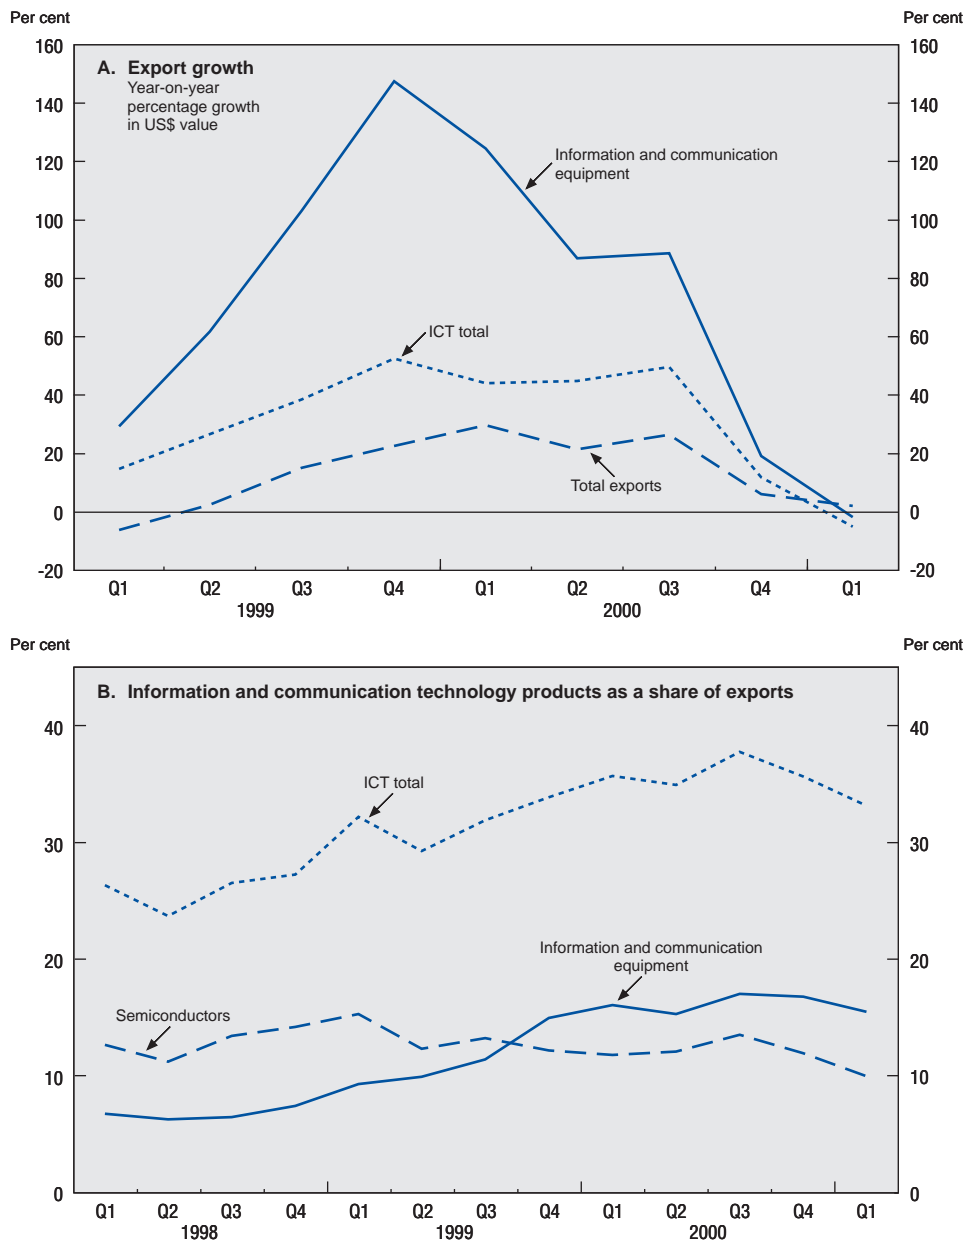 Per cent
Per cent
A. Export growth
Year-on-year
percentage growth
in US$ value
160
140
120
100
80
60
40
20
0
-20
160
140
120
100
80
60
40
20
0
-20
Information and communication
equipment
ICT total
Total exports
Q1 Q2 Q3 Q4 Q1 Q2 Q3 Q4 Q1
1999 2000
Per cent
Per cent
B. Information and communication technology products as a share of exports
40
30
20
10
0
40
30
20
10
0
ICT total
Information and communication
equipment
Semiconductors
Q1 Q2 Q3 Q4 Q1 Q2 Q3 Q4 Q1 Q2 Q3 Q4 Q1
1998 1999 2000